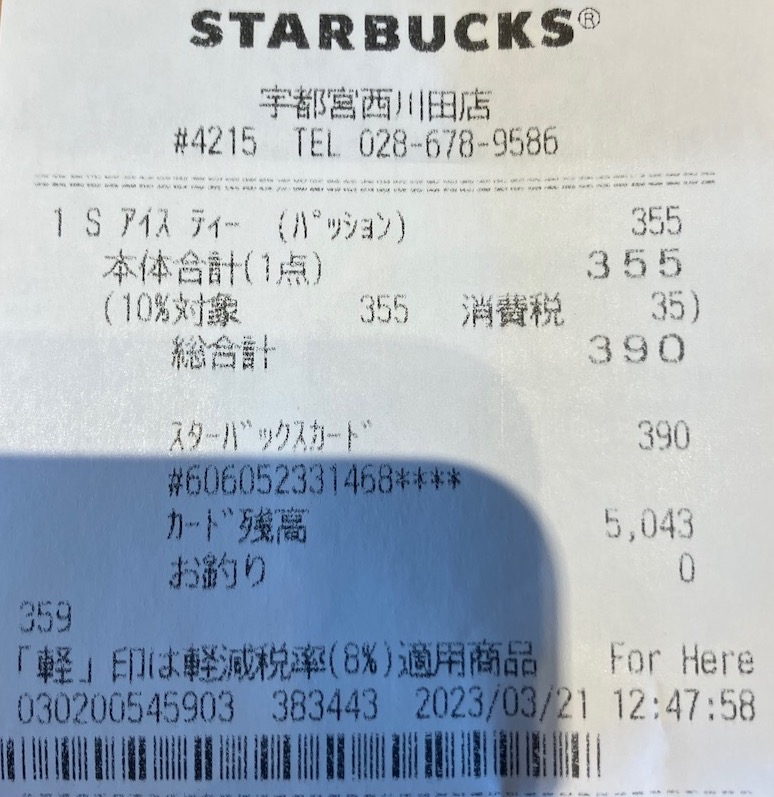 STARBUCKS®
宇都宮西川田店
#4215 TEL 028-678-9586
1 S ｱｲｽ ﾃｨｰ (ﾊﾟｯｼｮﾝ) 355
本体合計(1点) 355
(10%対象 355 消費税 35)
総合計 390
ｽﾀｰﾊﾞｯｸｽｶｰﾄﾞ 390
#606052331468****
ｶｰﾄﾞ残高 5,043
お釣り 0
359
「軽」印は軽減税率(8%)適用商品 For Here
030200545903 383443 2023/03/21 12:47:58